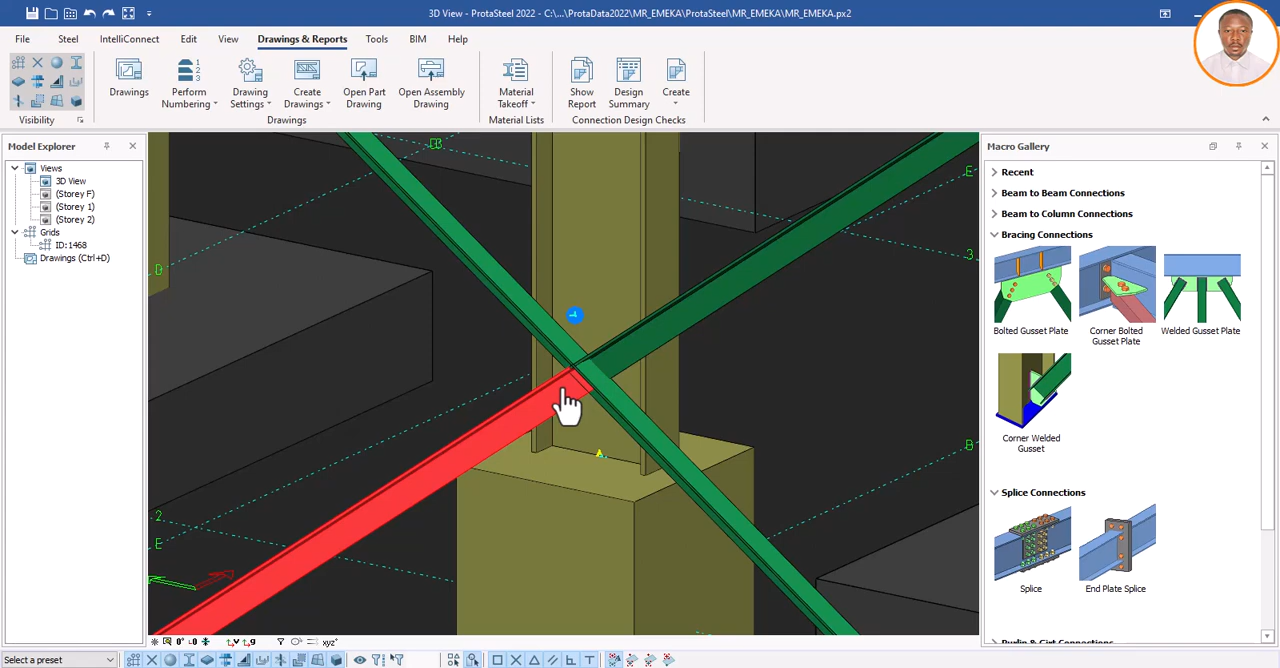 3D View - ProtaSteel 2022 - C:\...\ProtaData2022\MR_EMEKA\ProtaSteel\MR_EMEKA\MR_EMEKA.px2
File Steel IntelliConnect Edit View Drawings & Reports Tools BIM Help
Drawings
Perform Numbering
Drawing Settings
Create Drawings
Open Part Drawing
Open Assembly Drawing
Material Takeoff
Show Report
Design Summary
Create
Visibility Drawings Material Lists Connection Design Checks
Model Explorer
Views
3D View
(Storey F)
(Storey 1)
(Storey 2)
Grids
ID:1468
Drawings (Ctrl+D)
E
D
3
B
2
E
Macro Gallery
Recent
Beam to Beam Connections
Beam to Column Connections
Bracing Connections
Bolted Gusset Plate
Corner Bolted Gusset Plate
Welded Gusset Plate
Corner Welded Gusset
Splice Connections
Splice
End Plate Splice
Purlin & Girt Connections
xyz
Select a preset